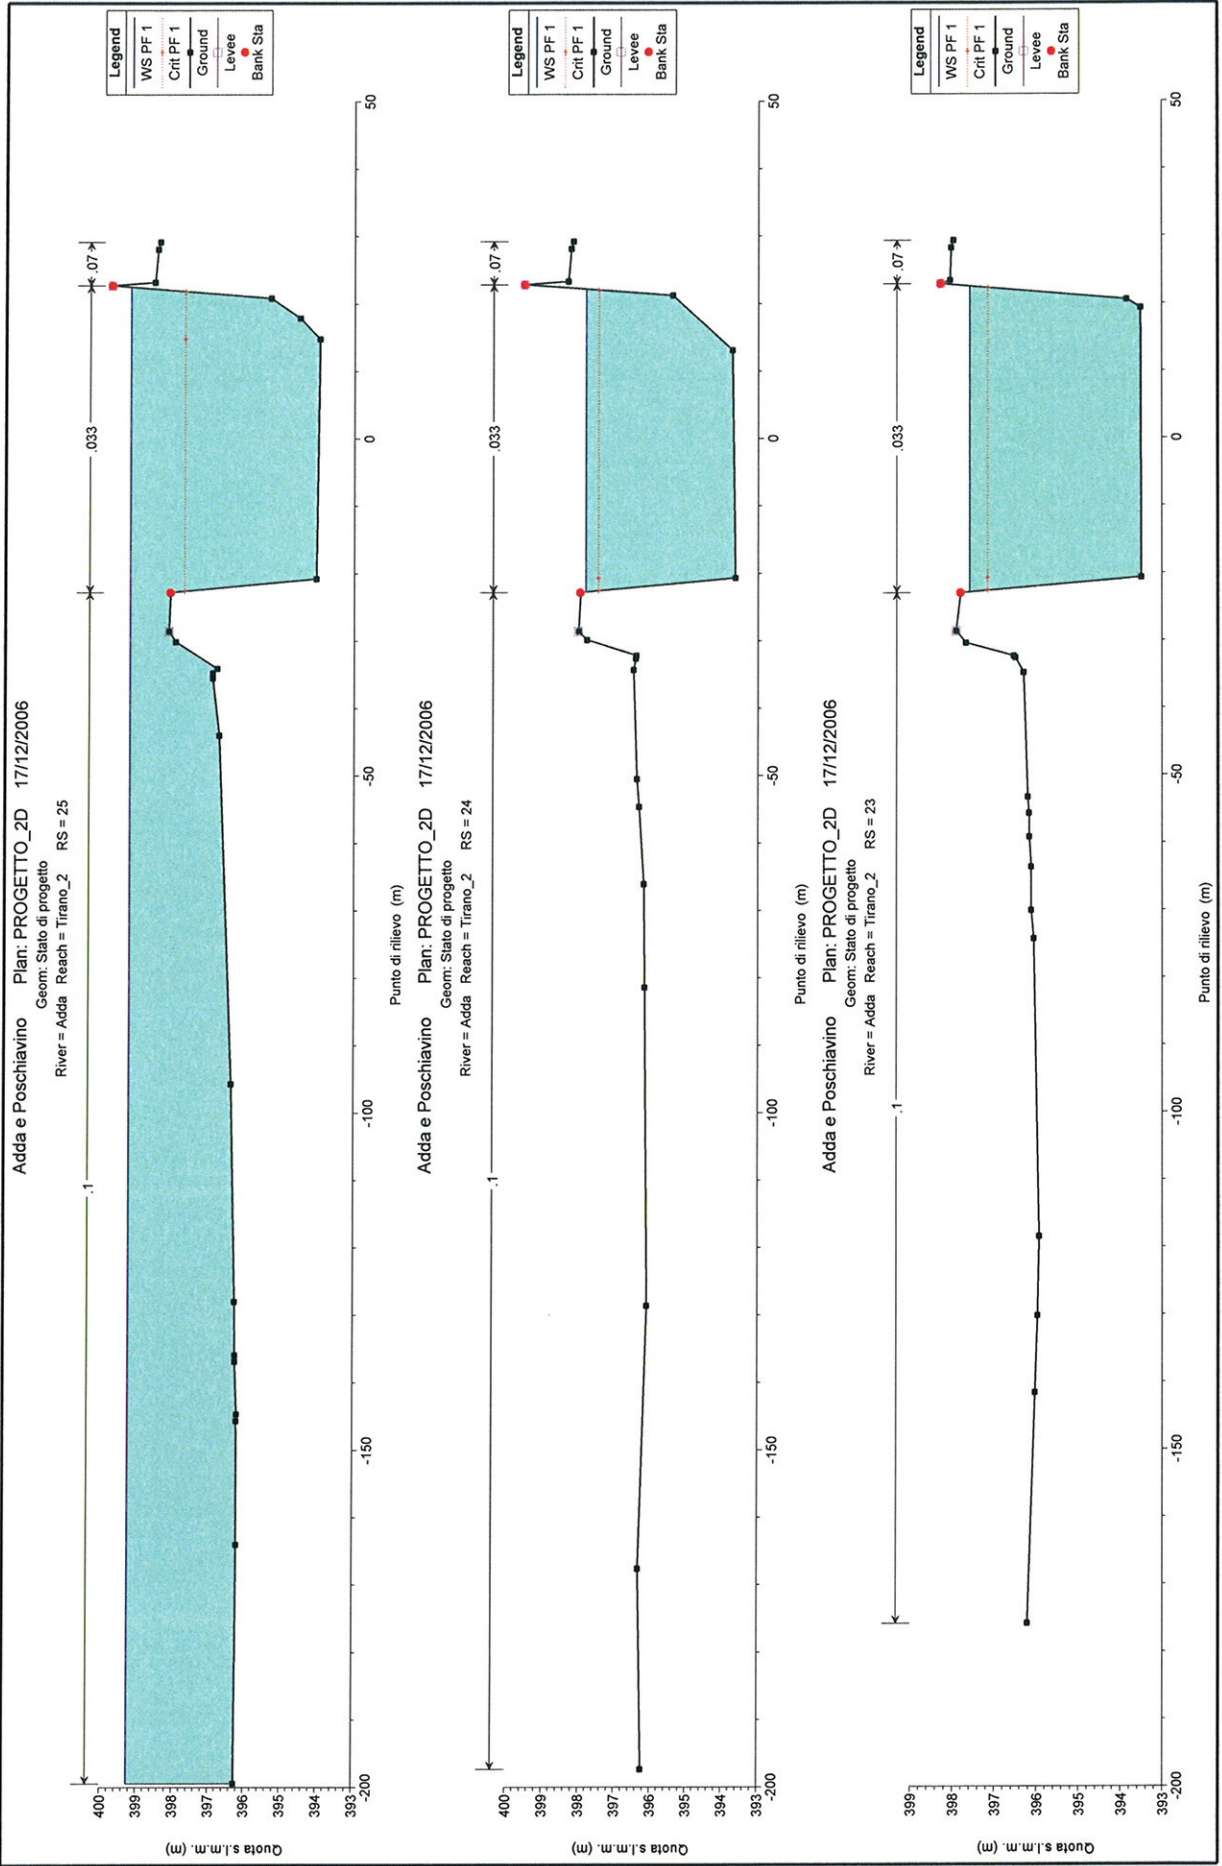 Adda e Poschiavino Plan: PROGETTO_2D 17/12/2006
Geom: Stato di progetto
River = Adda Reach = Tirano_2 RS = 25
.1
.033
.07
Legend
WS PF 1
Crit PF 1
Ground
Levee
Bank Sta
Quota s.l.m.m. (m)
400
399
398
397
396
395
394
393
-200
-150
-100
-50
0
50
Punto di rilievo (m)
Adda e Poschiavino Plan: PROGETTO_2D 17/12/2006
Geom: Stato di progetto
River = Adda Reach = Tirano_2 RS = 24
.1
.033
.07
Legend
WS PF 1
Crit PF 1
Ground
Levee
Bank Sta
Quota s.l.m.m. (m)
400
399
398
397
396
395
394
393
-200
-150
-100
-50
0
50
Punto di rilievo (m)
Adda e Poschiavino Plan: PROGETTO_2D 17/12/2006
Geom: Stato di progetto
River = Adda Reach = Tirano_2 RS = 23
.1
.033
.07
Legend
WS PF 1
Crit PF 1
Ground
Levee
Bank Sta
Quota s.l.m.m. (m)
399
398
397
396
395
394
393
-200
-150
-100
-50
0
50
Punto di rilievo (m)